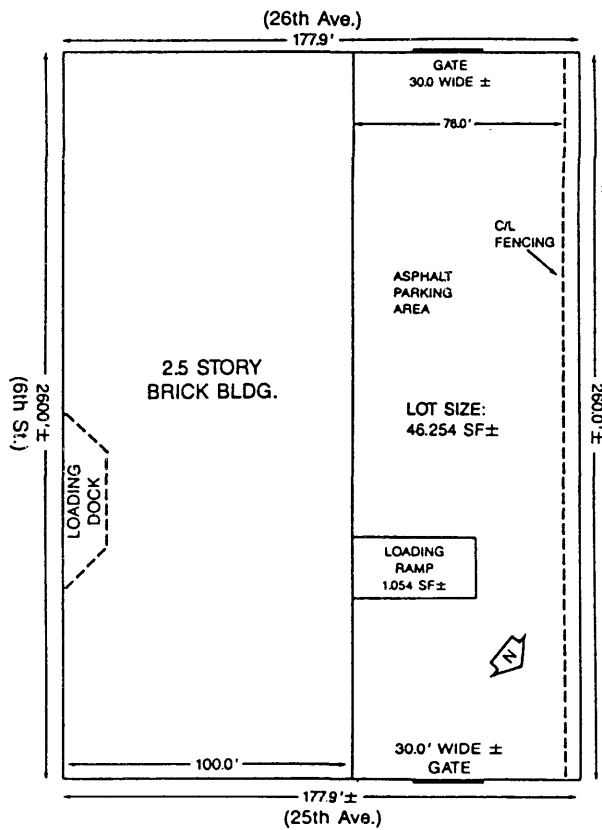 (26th Ave.)
177.9'
GATE
30.0 WIDE ±
78.0'
C/L
FENCING
ASPHALT
PARKING
AREA
2.5 STORY
BRICK BLDG.
LOT SIZE:
46.254 SF±
(6th St.)
2600'±
260.0'±
LOADING
DOCK
LOADING
RAMP
1.054 SF±
N
100.0'
30.0' WIDE ±
GATE
177.9'±
(25th Ave.)